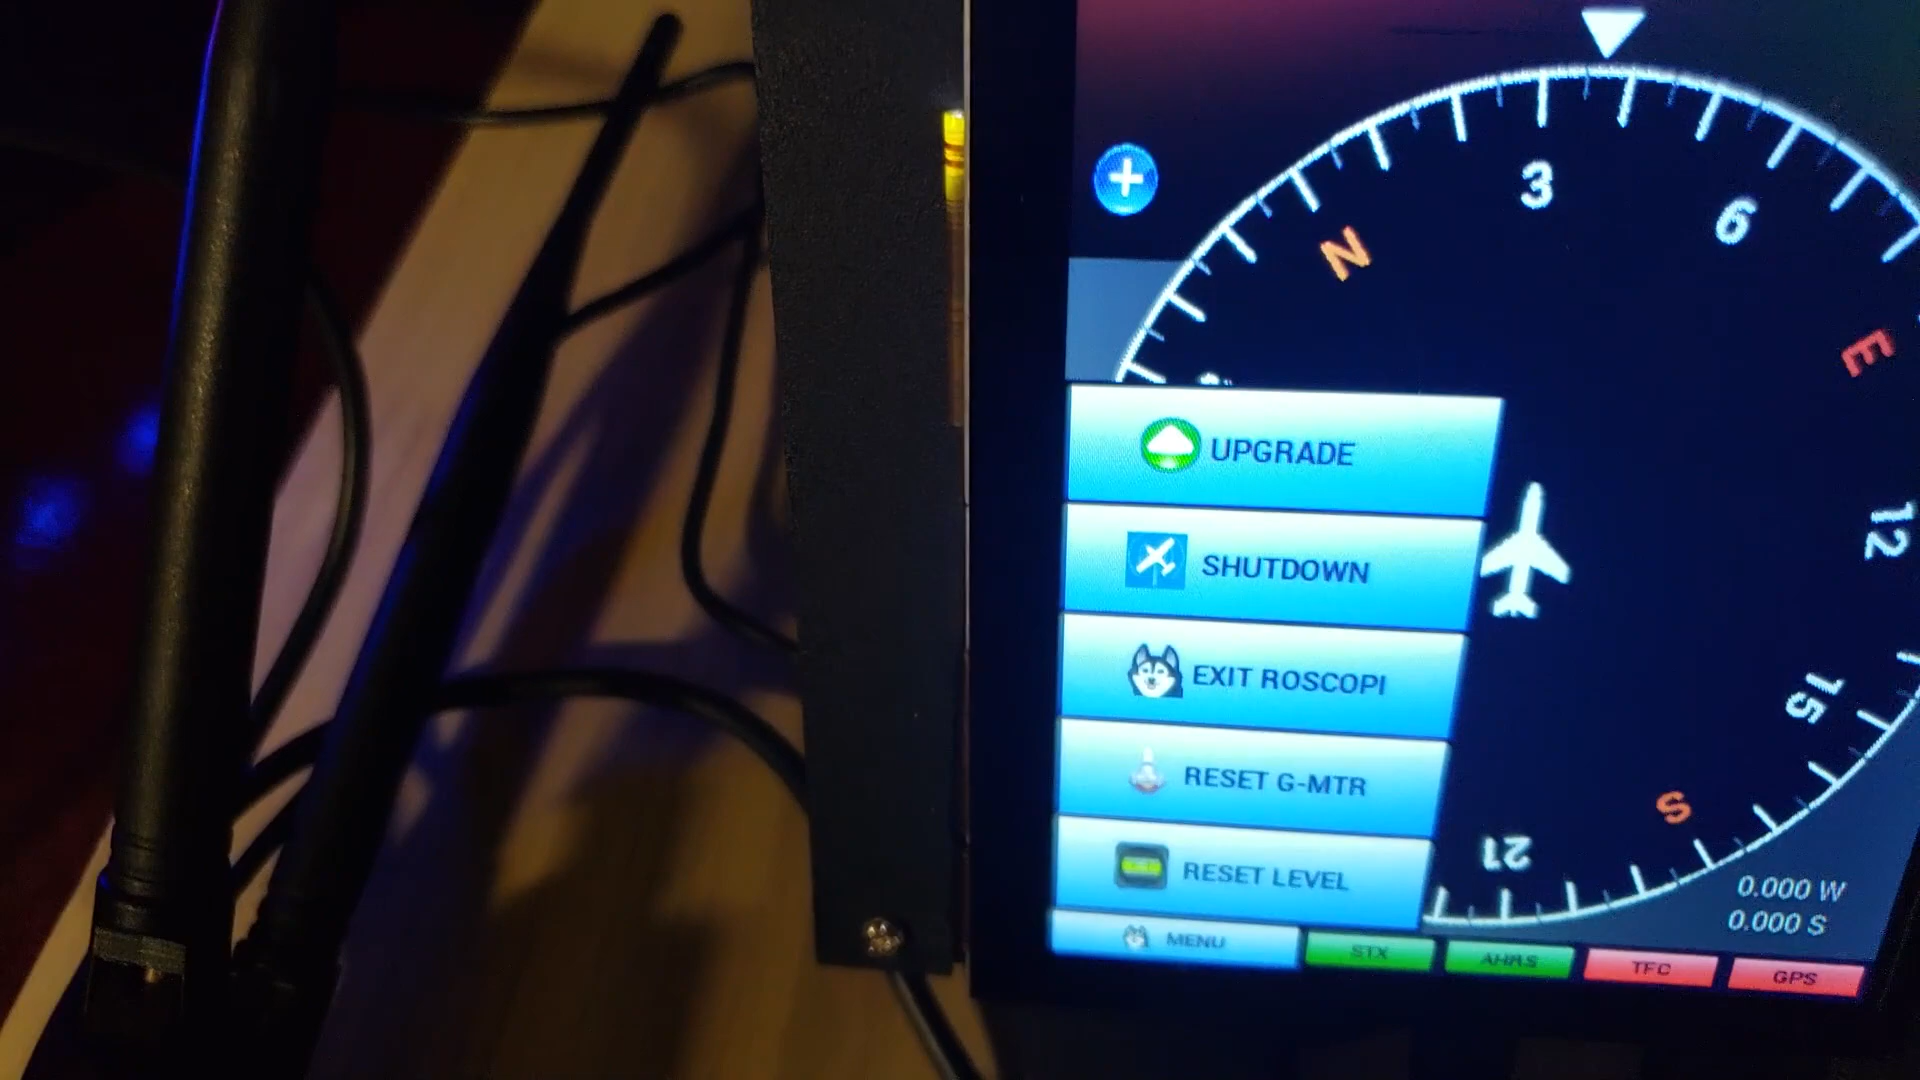 3
6
N
E
12
15
S
21
UPGRADE
SHUTDOWN
EXIT ROSCOPI
RESET G-MTR
RESET LEVEL
0.000 W
0.000 S
MENU
STX
AHRS
TFC
GPS